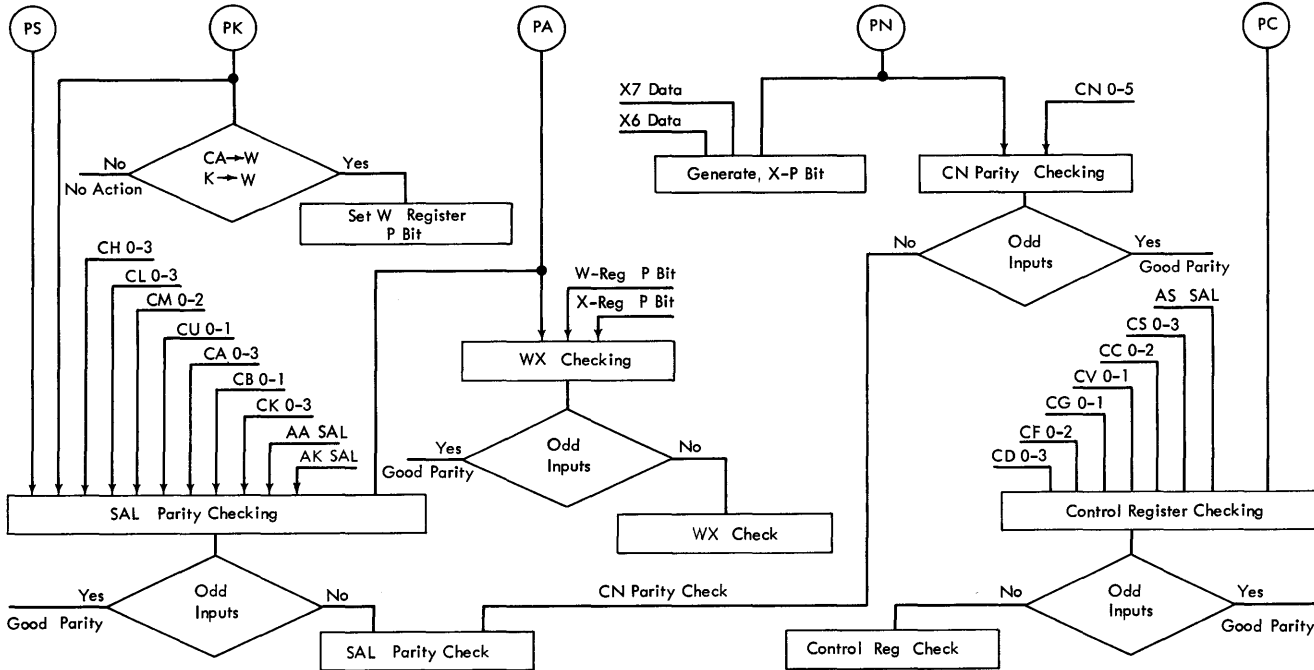 PS
PK
PA
PN
PC
X7 Data
X6 Data
CN 0-5
No
CA→W
K→W
Yes
No Action
Generate, X-P Bit
CN Parity Checking
Set W Register
P Bit
CH 0-3
CL 0-3
CM 0-2
CU 0-1
CA 0-3
CB 0-1
CK 0-3
AA SAL
AK SAL
No
Odd
Inputs
Yes
Good Parity
W-Reg P Bit
X-Reg P Bit
WX Checking
AS SAL
CS 0-3
CC 0-2
CV 0-1
CG 0-1
CF 0-2
CD 0-3
Yes
Good Parity
Odd
Inputs
No
SAL Parity Checking
WX Check
Control Register Checking
Yes
Good Parity
Odd
Inputs
No
CN Parity Check
SAL Parity Check
No
Odd
Inputs
Yes
Good Parity
Control Reg Check